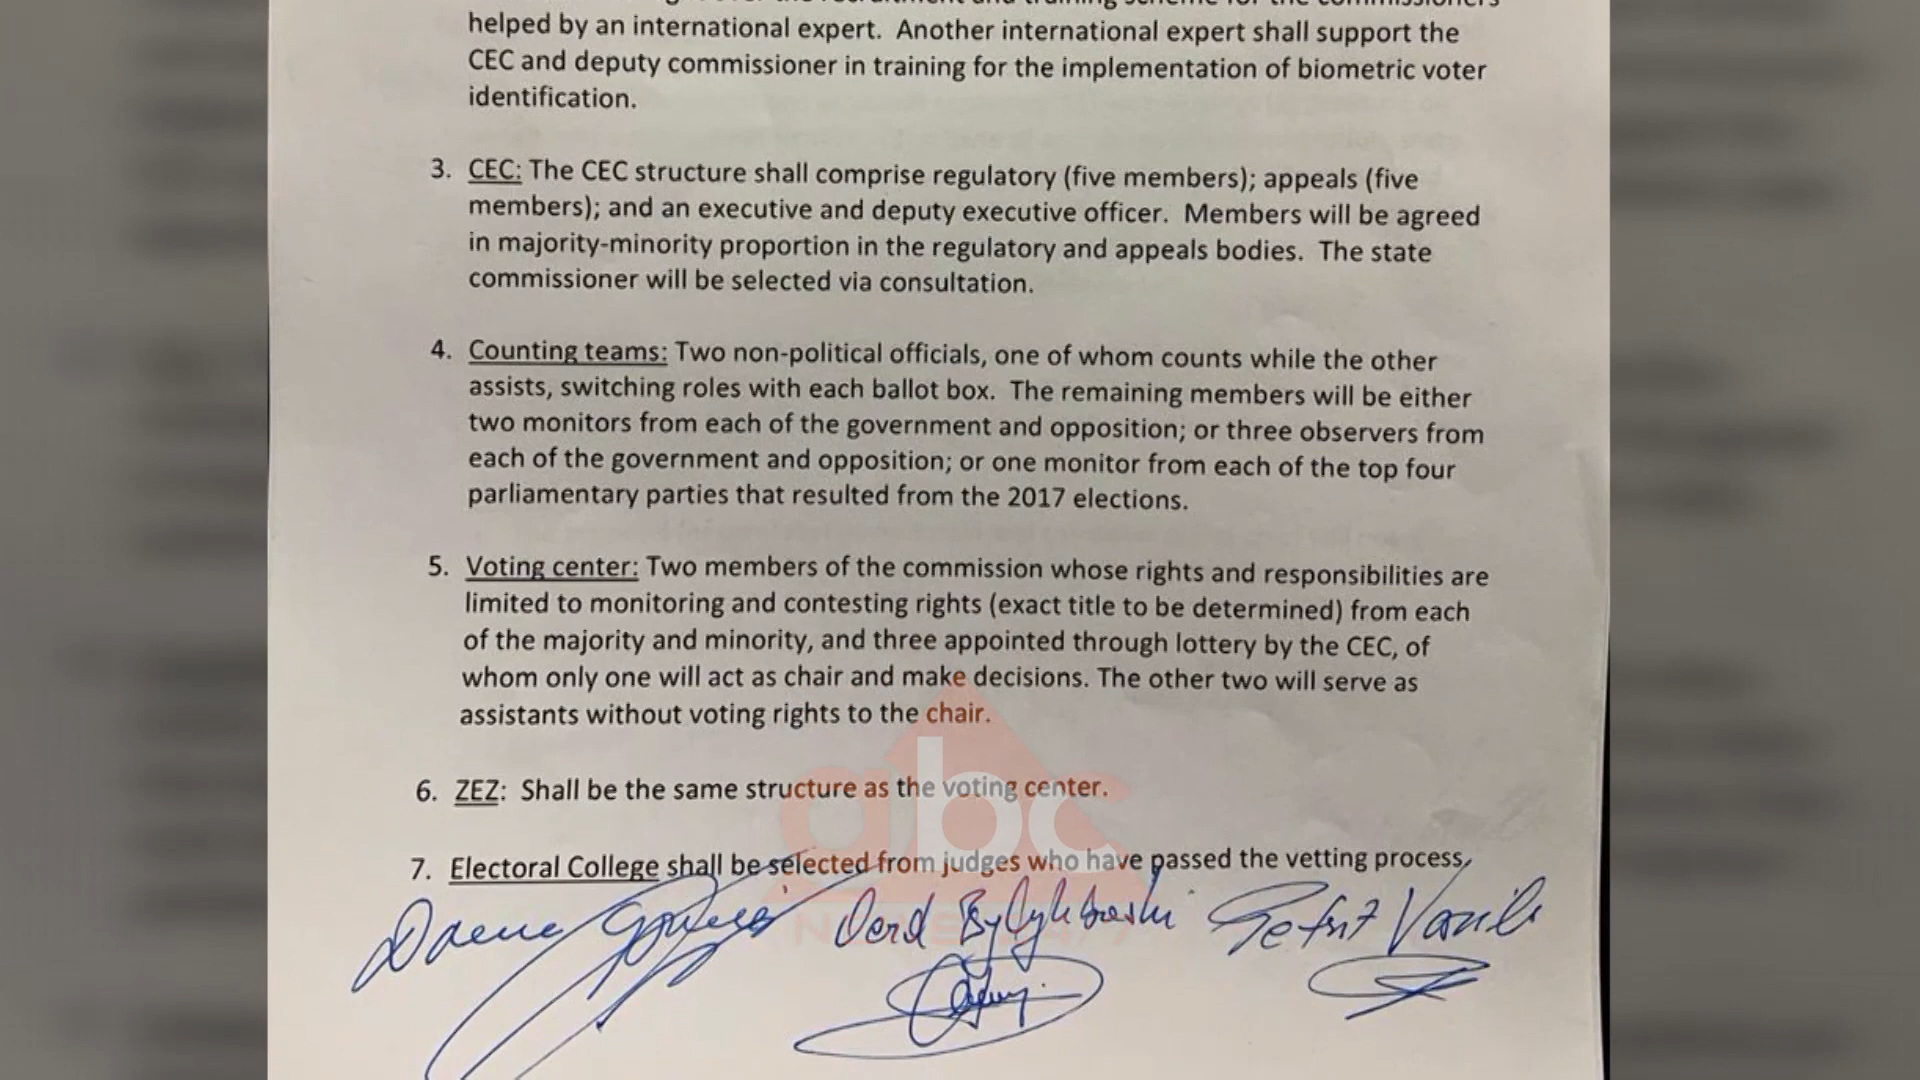 helped by an international expert. Another international expert shall support the
CEC and deputy commissioner in training for the implementation of biometric voter
identification.
3. CEC: The CEC structure shall comprise regulatory (five members); appeals (five
members); and an executive and deputy executive officer. Members will be agreed
in majority-minority proportion in the regulatory and appeals bodies. The state
commissioner will be selected via consultation.
4. Counting teams: Two non-political officials, one of whom counts while the other
assists, switching roles with each ballot box. The remaining members will be either
two monitors from each of the government and opposition; or three observers from
each of the government and opposition; or one monitor from each of the top four
parliamentary parties that resulted from the 2017 elections.
5. Voting center: Two members of the commission whose rights and responsibilities are
limited to monitoring and contesting rights (exact title to be determined) from each
of the majority and minority, and three appointed through lottery by the CEC, of
whom only one will act as chair and make decisions. The other two will serve as
assistants without voting rights to the chair.
abc
6. ZEZ: Shall be the same structure as the voting center.
7. Electoral College shall be selected from judges who have passed the vetting process,